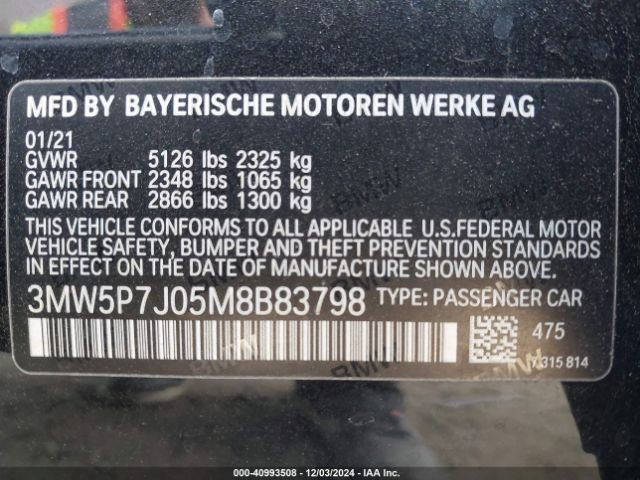 MFD BY BAYERISCHE MOTOREN WERKE AG
01/21
GVWR 5126 lbs 2325 kg
GAWR FRONT 2348 lbs 1065 kg
GAWR REAR 2866 lbs 1300 kg
THIS VEHICLE CONFORMS TO ALL APPLICABLE U.S.FEDERAL MOTOR
VEHICLE SAFETY, BUMPER AND THEFT PREVENTION STANDARDS
IN EFFECT ON THE DATE OF MANUFACTURE SHOWN ABOVE.
3MW5P7J05M8B83798 TYPE: PASSENGER CAR
475
7 315 814
© - 40993508 - 12/03/2024 - IAA Inc.